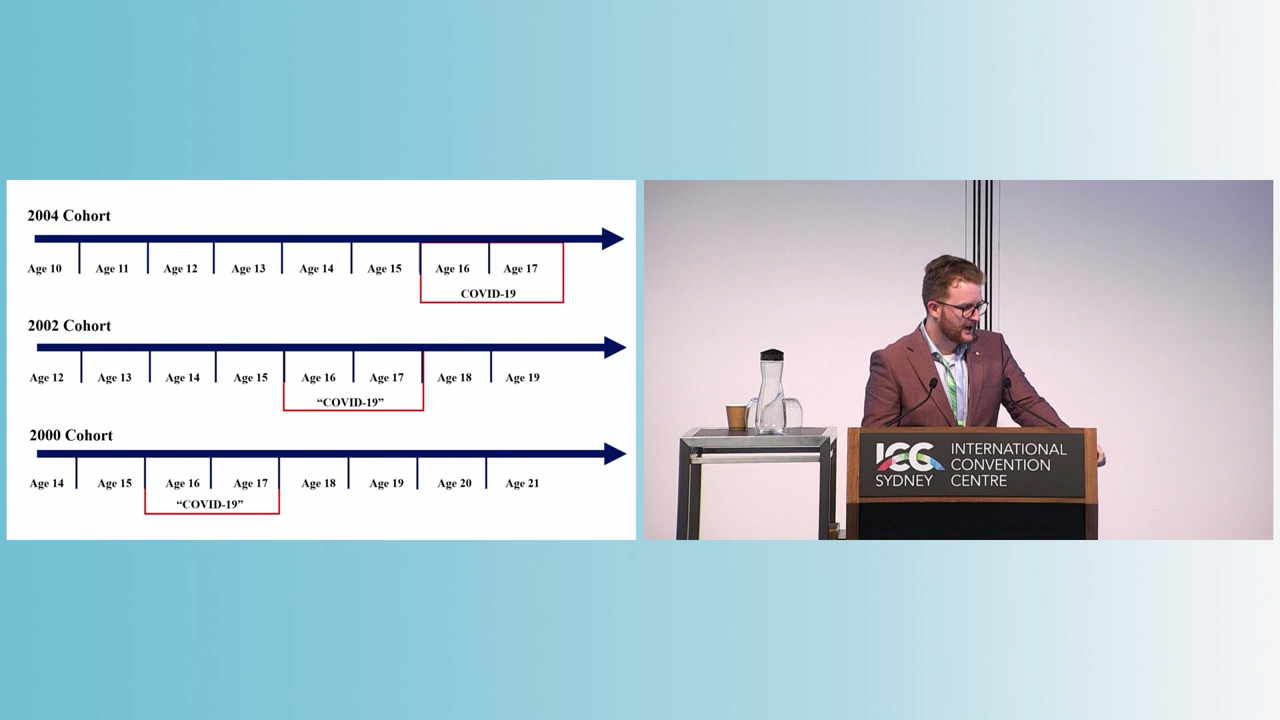 2004 Cohort
Age 10 Age 11 Age 12 Age 13 Age 14 Age 15 Age 16 Age 17
COVID-19
2002 Cohort
Age 12 Age 13 Age 14 Age 15 Age 16 Age 17 Age 18 Age 19
“COVID-19”
2000 Cohort
Age 14 Age 15 Age 16 Age 17 Age 18 Age 19 Age 20 Age 21
“COVID-19”
ICC
SYDNEY
INTERNATIONAL
CONVENTION
CENTRE